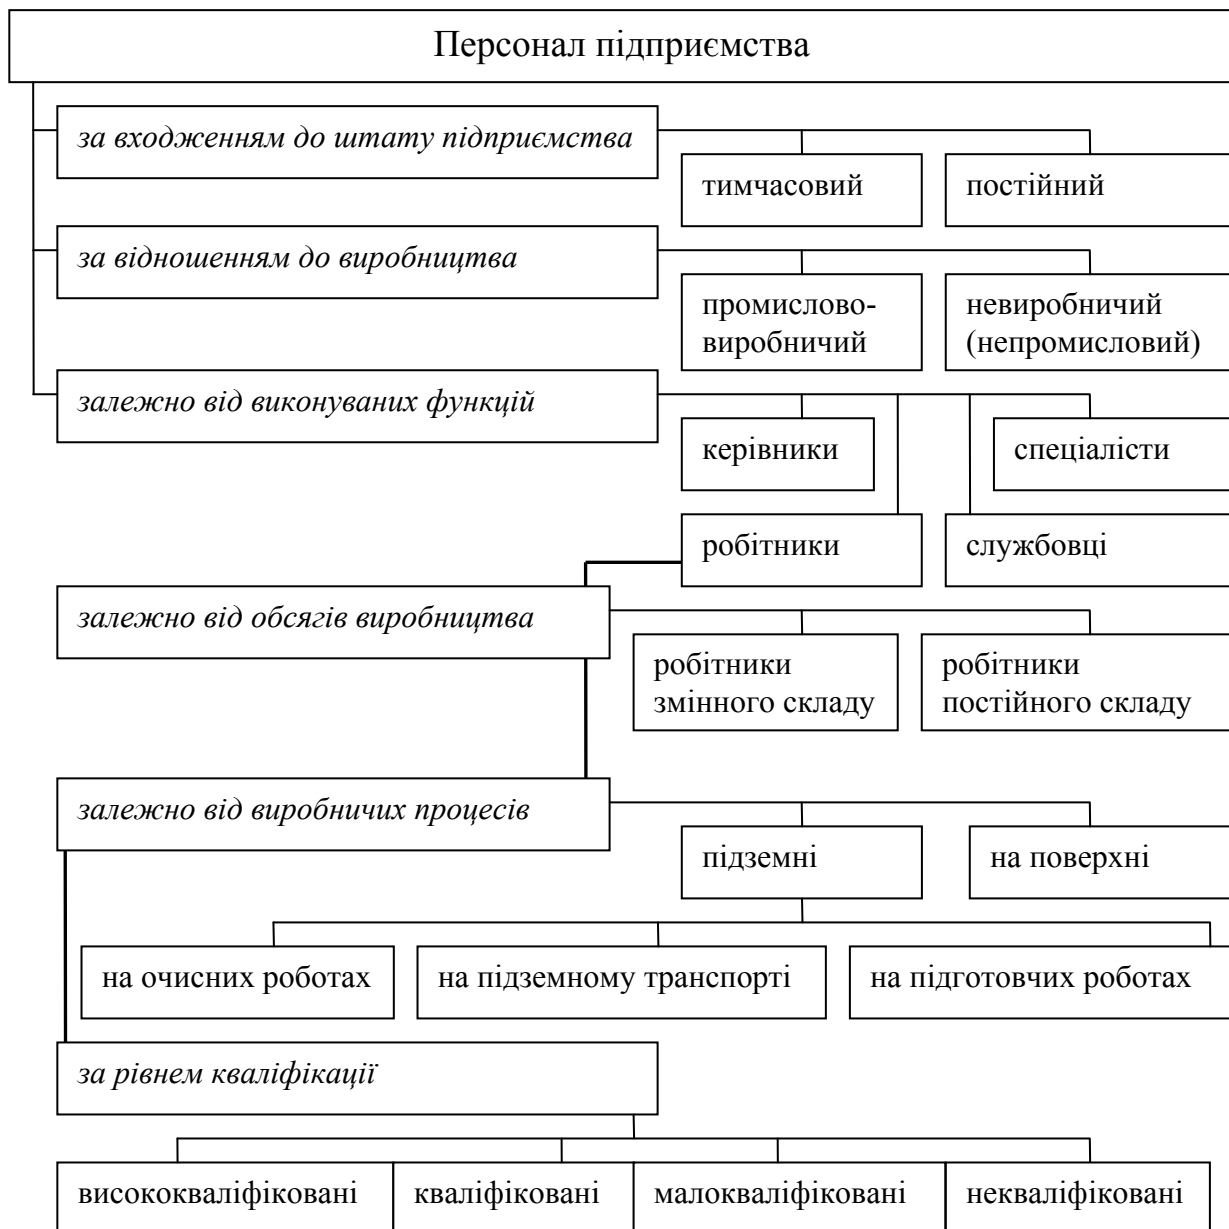 Персонал підприємства
за входженням до штату підприємства
тимчасовий
постійний
за відношенням до виробництва
промислово-
виробничий
невиробничий
(непромисловий)
залежно від виконуваних функцій
керівники
спеціалісти
робітники
службовці
залежно від обсягів виробництва
робітники
змінного складу
робітники
постійного складу
залежно від виробничих процесів
підземні
на поверхні
на очисних роботах
на підземному транспорті
на підготовчих роботах
за рівнем кваліфікації
висококваліфіковані
кваліфіковані
малокваліфіковані
некваліфіковані